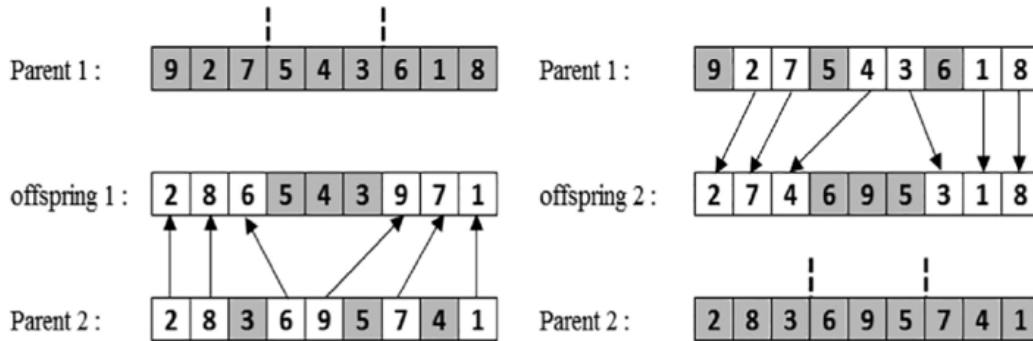 Parent 1 : 9 2 7 5 4 3 6 1 8
offspring 1 : 2 8 6 5 4 3 9 7 1
Parent 2 : 2 8 3 6 9 5 7 4 1
Parent 1 : 9 2 7 5 4 3 6 1 8
offspring 2 : 2 7 4 6 9 5 3 1 8
Parent 2 : 2 8 3 6 9 5 7 4 1